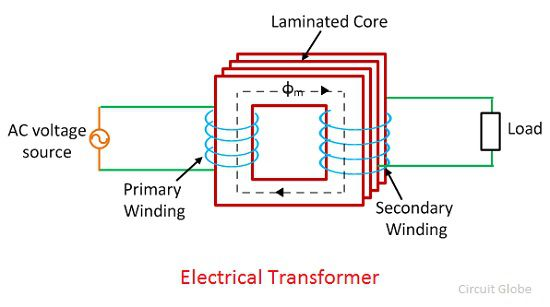 Laminated Core
ϕm
AC voltage
source
Load
Primary
Winding
Secondary
Winding
Electrical Transformer
Circuit Globe